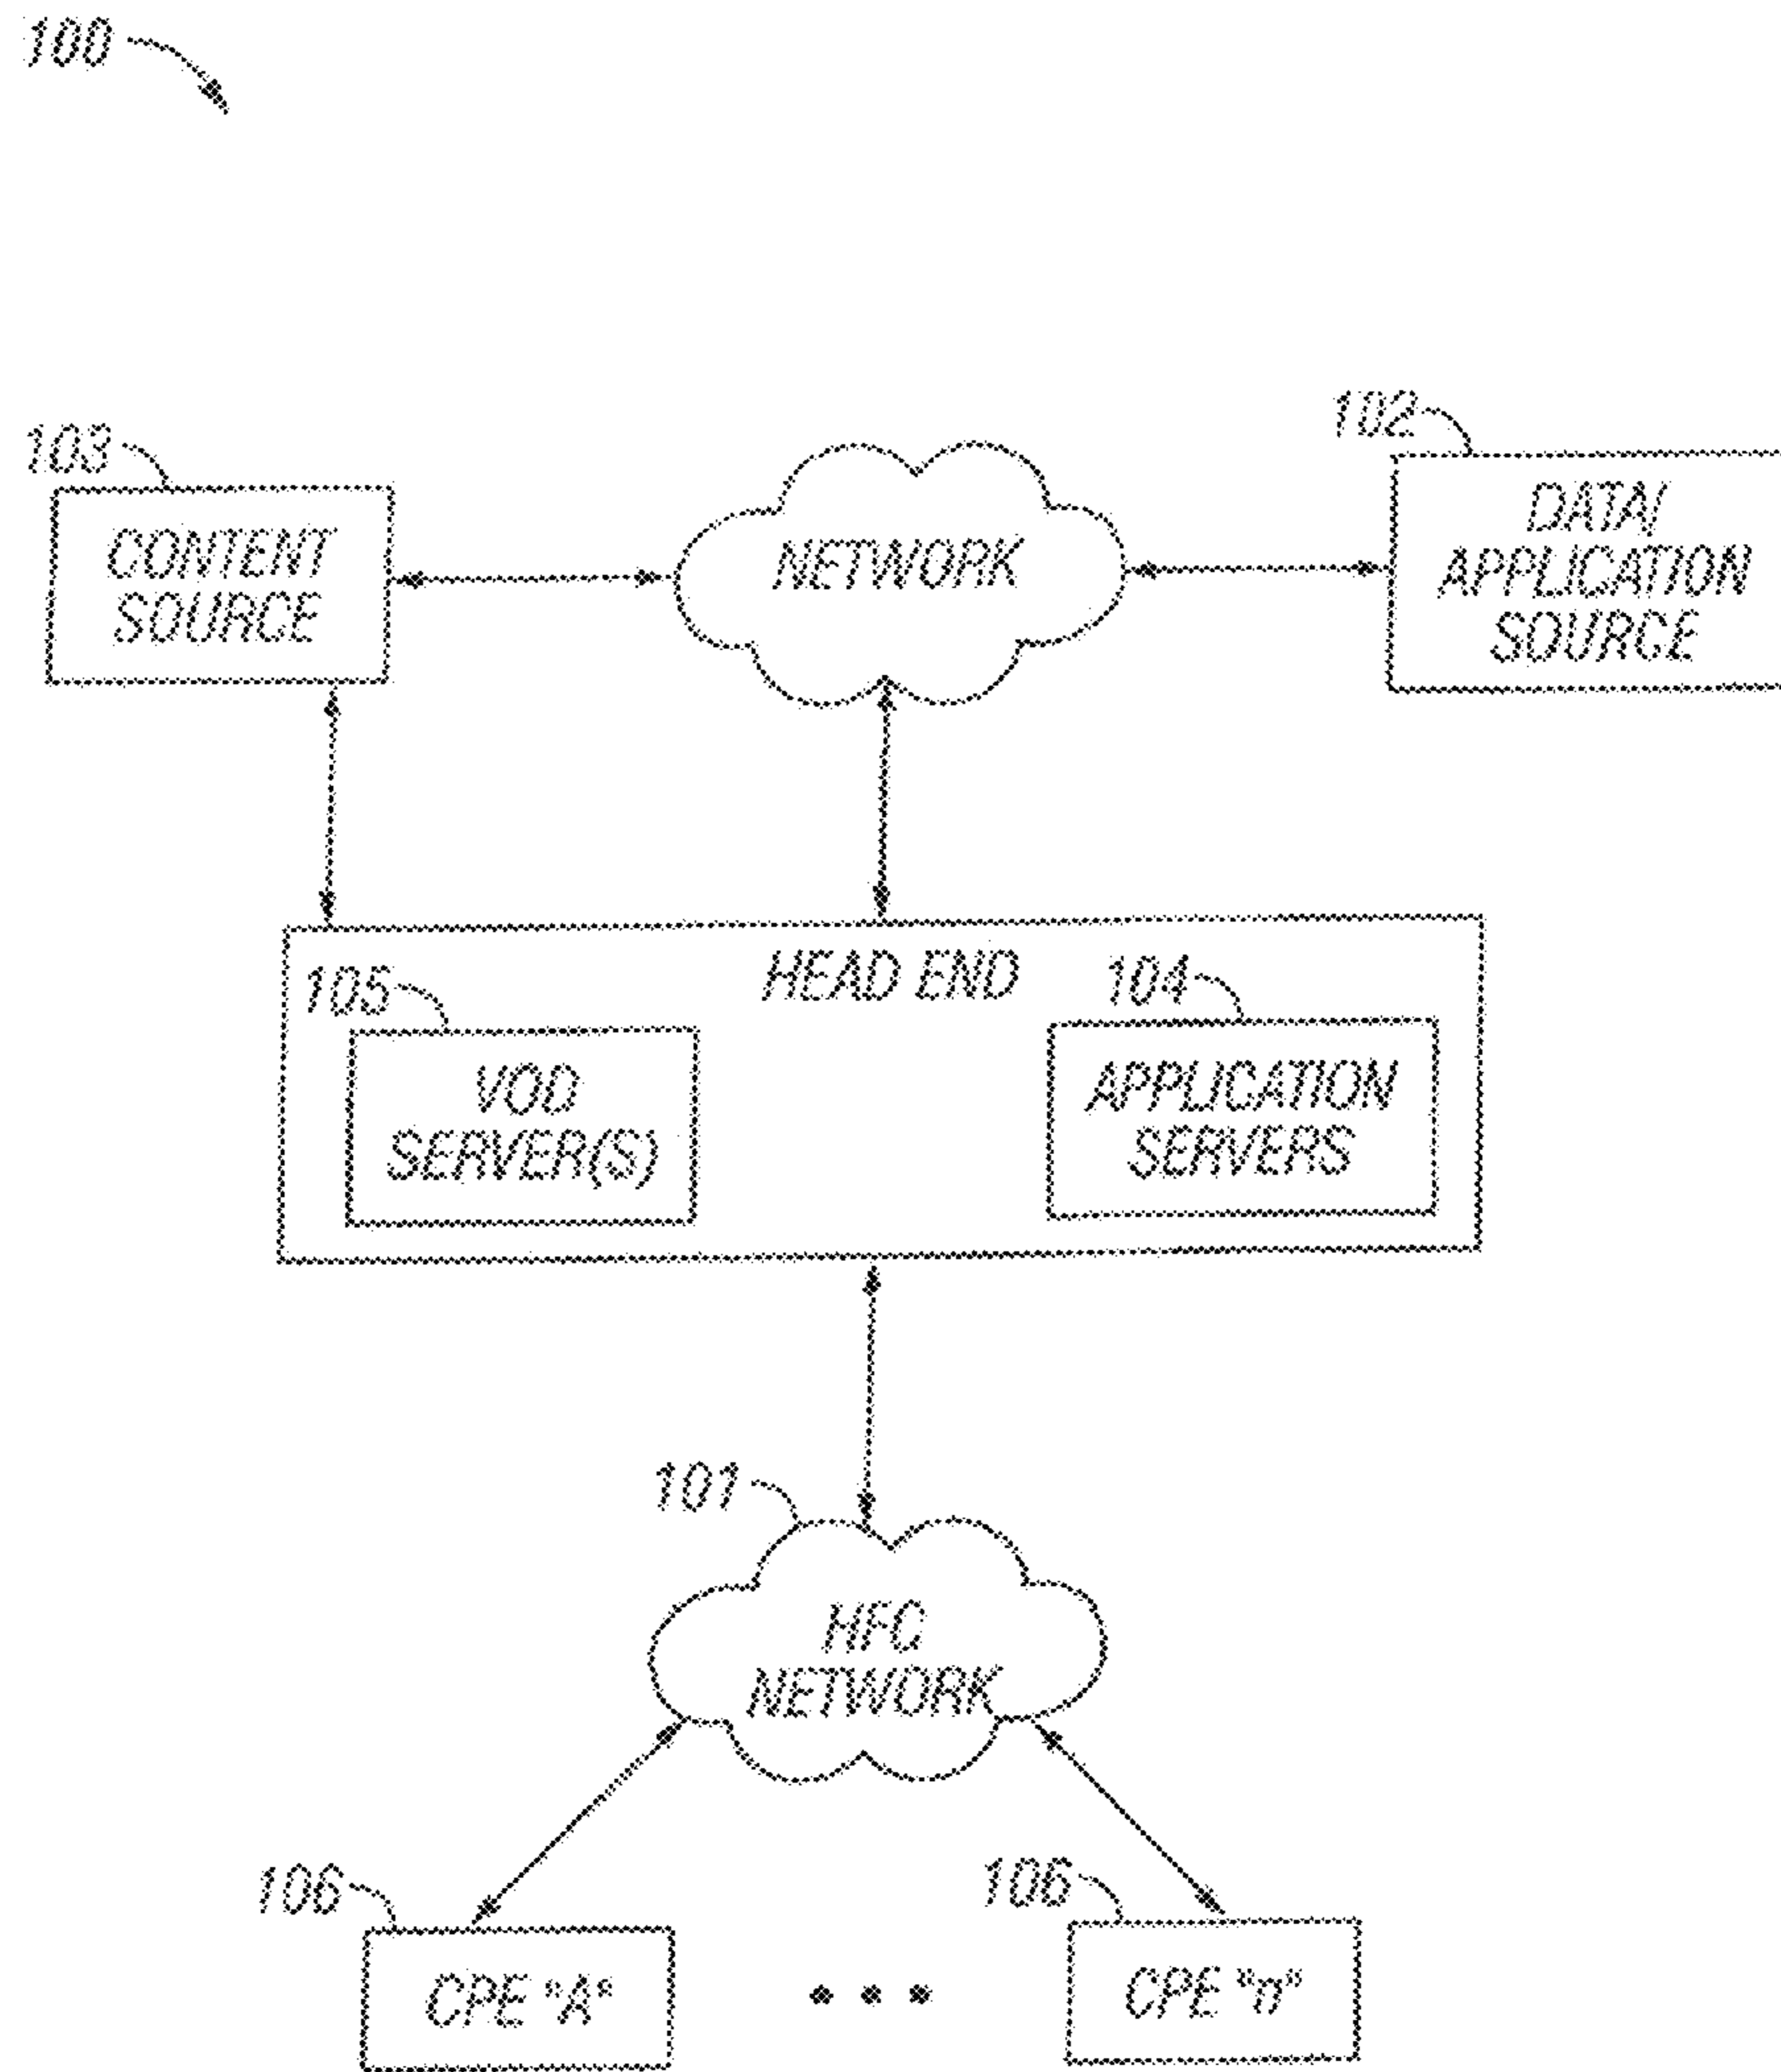 100
103
102
CONTENT
SOURCE
NETWORK
DATA/
APPLICATION
SOURCE
HEAD END
105
104
VOD
SERVER(S)
APPLICATION
SERVERS
101
HFC
NETWORK
106
106
CPE "A"
CPE "n"